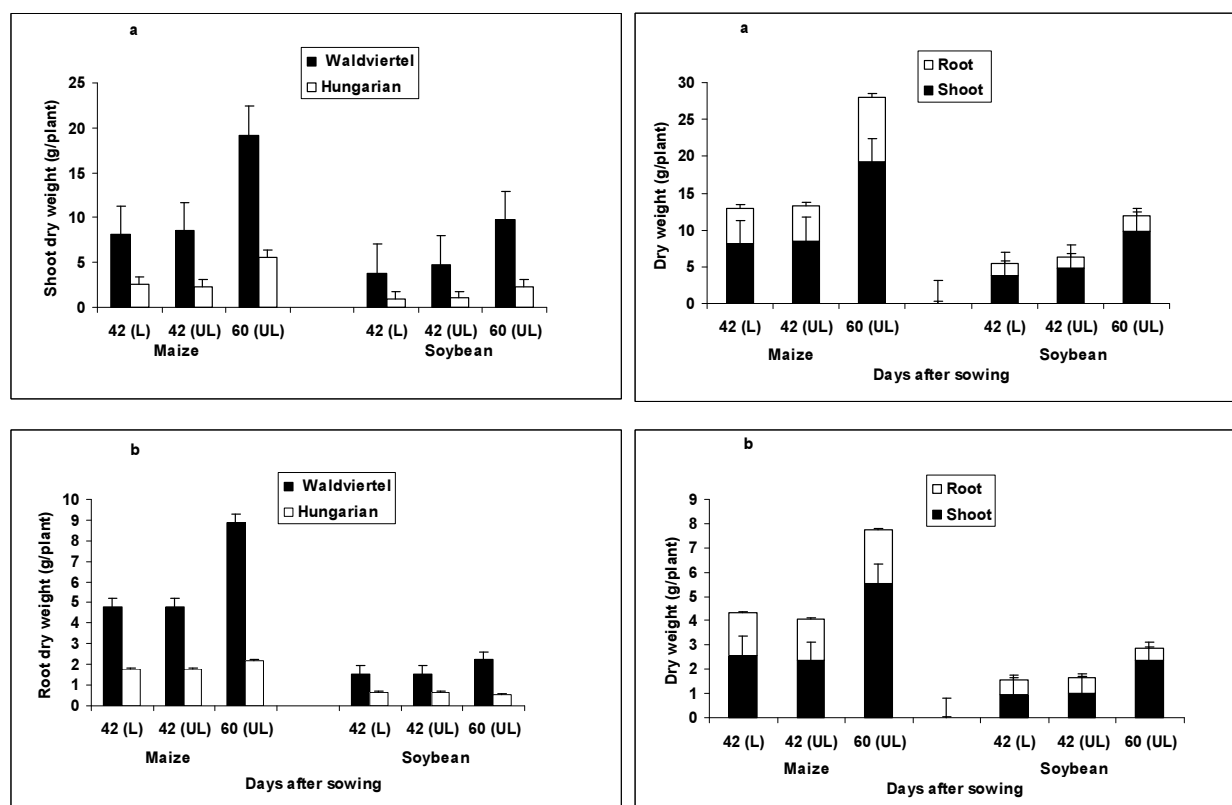 a
Waldviertel
Hungarian
Shoot dry weight (g/plant)
25
20
15
10
5
0
42 (L) 42 (UL) 60 (UL) 42 (L) 42 (UL) 60 (UL)
Maize Soybean
a
Root
Shoot
Dry weight (g/plant)
30
25
20
15
10
5
0
42 (L) 42 (UL) 60 (UL) 42 (L) 42 (UL) 60 (UL)
Maize Soybean
Days after sowing
b
Waldviertel
Hungarian
Root dry weight (g/plant)
10
9
8
7
6
5
4
3
2
1
0
42 (L) 42 (UL) 60 (UL) 42 (L) 42 (UL) 60 (UL)
Maize Soybean
Days after sowing
b
Root
Shoot
Dry weight (g/plant)
9
8
7
6
5
4
3
2
1
0
42 (L) 42 (UL) 60 (UL) 42 (L) 42 (UL) 60 (UL)
Maize Soybean
Days after sowing